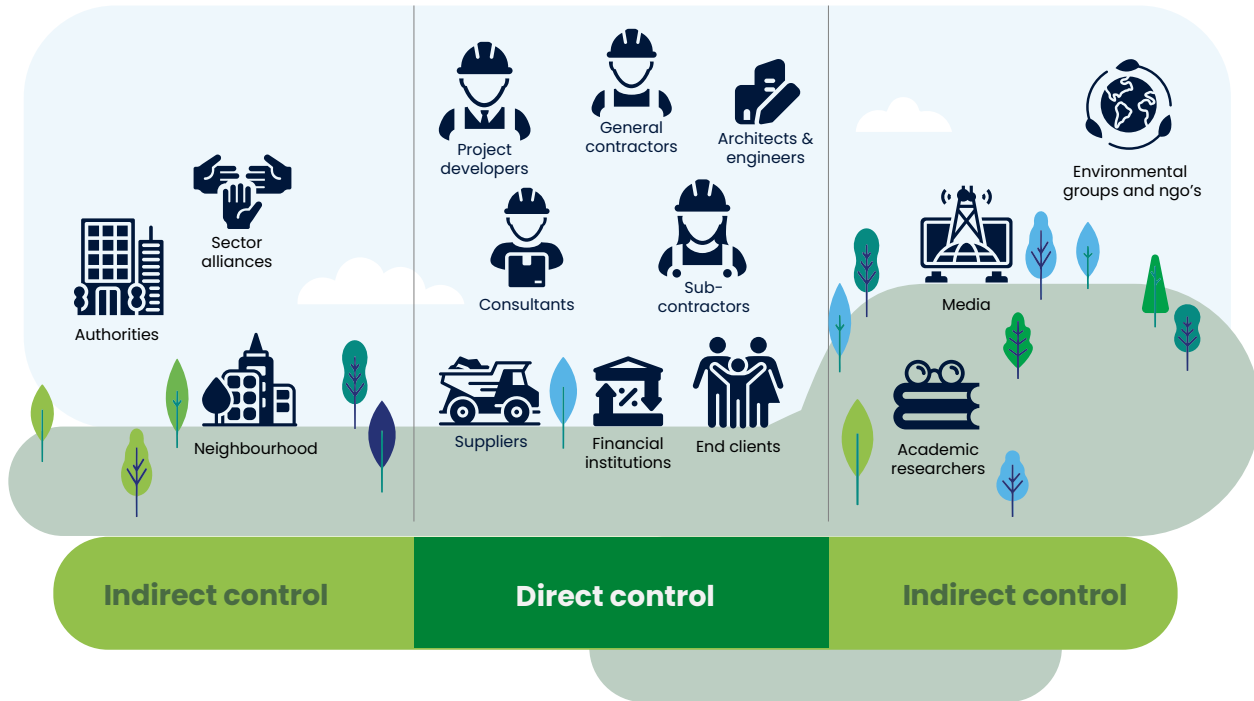 Sector
alliances
Authorities
Neighbourhood
Project
developers
General
contractors
Architects &
engineers
Consultants
Sub-
contractors
Suppliers
Financial
institutions
End clients
Environmental
groups and ngo's
Media
Academic
researchers
Indirect control
Direct control
Indirect control